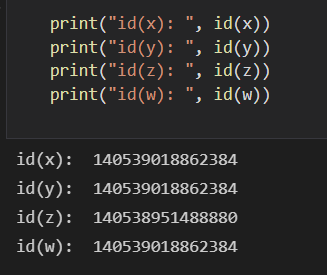 print("id(x): ", id(x))
print("id(y): ", id(y))
print("id(z): ", id(z))
print("id(w): ", id(w))
id(x):  140539018862384
id(y):  140539018862384
id(z):  140538951488880
id(w):  140539018862384